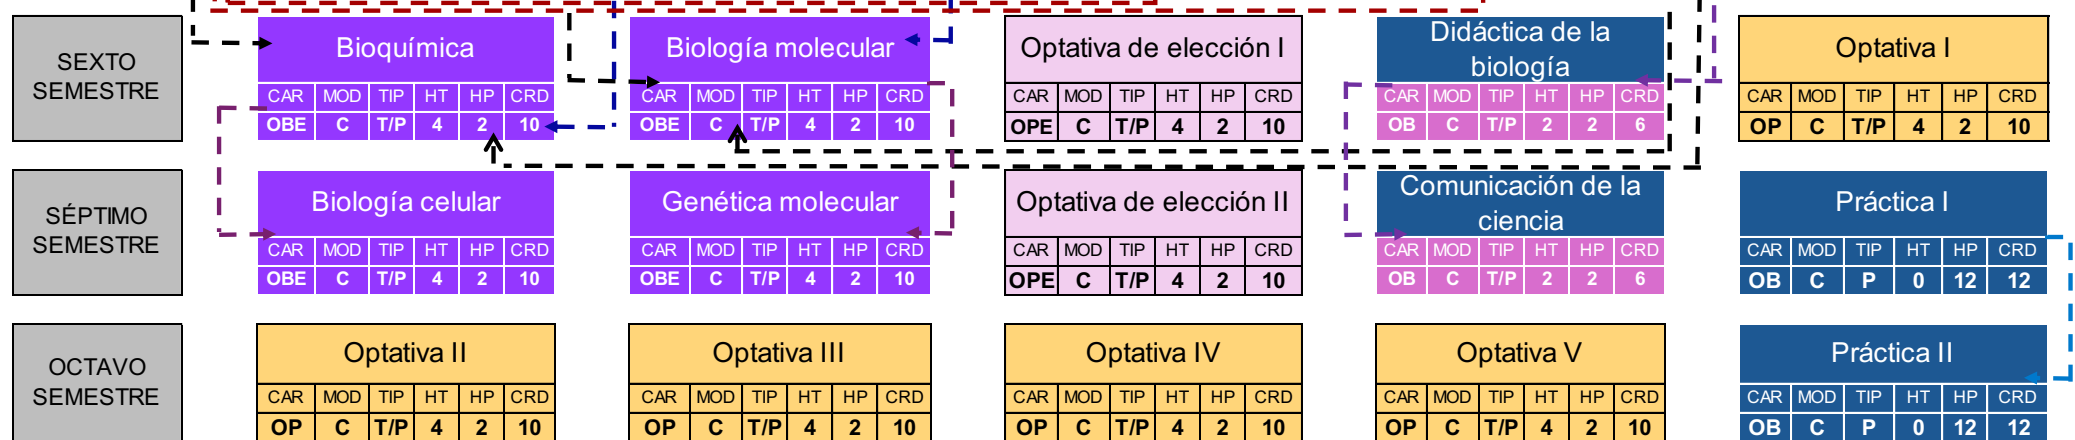 SEXTO
SEMESTRE
Bioquímica
CAR MOD TIP HT HP CRD
OBE C T/P 4 2 10
Biología molecular
CAR MOD TIP HT HP CRD
OBE C T/P 4 2 10
Optativa de elección I
CAR MOD TIP HT HP CRD
OPE C T/P 4 2 10
Didáctica de la
biología
CAR MOD TIP HT HP CRD
OB C T/P 2 2 6
Optativa I
CAR MOD TIP HT HP CRD
OP C T/P 4 2 10
SÉPTIMO
SEMESTRE
Biología celular
CAR MOD TIP HT HP CRD
OBE C T/P 4 2 10
Genética molecular
CAR MOD TIP HT HP CRD
OBE C T/P 4 2 10
Optativa de elección II
CAR MOD TIP HT HP CRD
OPE C T/P 4 2 10
Comunicación de la
ciencia
CAR MOD TIP HT HP CRD
OB C T/P 2 2 6
Práctica I
CAR MOD TIP HT HP CRD
OB C P 0 12 12
OCTAVO
SEMESTRE
Optativa II
CAR MOD TIP HT HP CRD
OP C T/P 4 2 10
Optativa III
CAR MOD TIP HT HP CRD
OP C T/P 4 2 10
Optativa IV
CAR MOD TIP HT HP CRD
OP C T/P 4 2 10
Optativa V
CAR MOD TIP HT HP CRD
OP C T/P 4 2 10
Práctica II
CAR MOD TIP HT HP CRD
OB C P 0 12 12